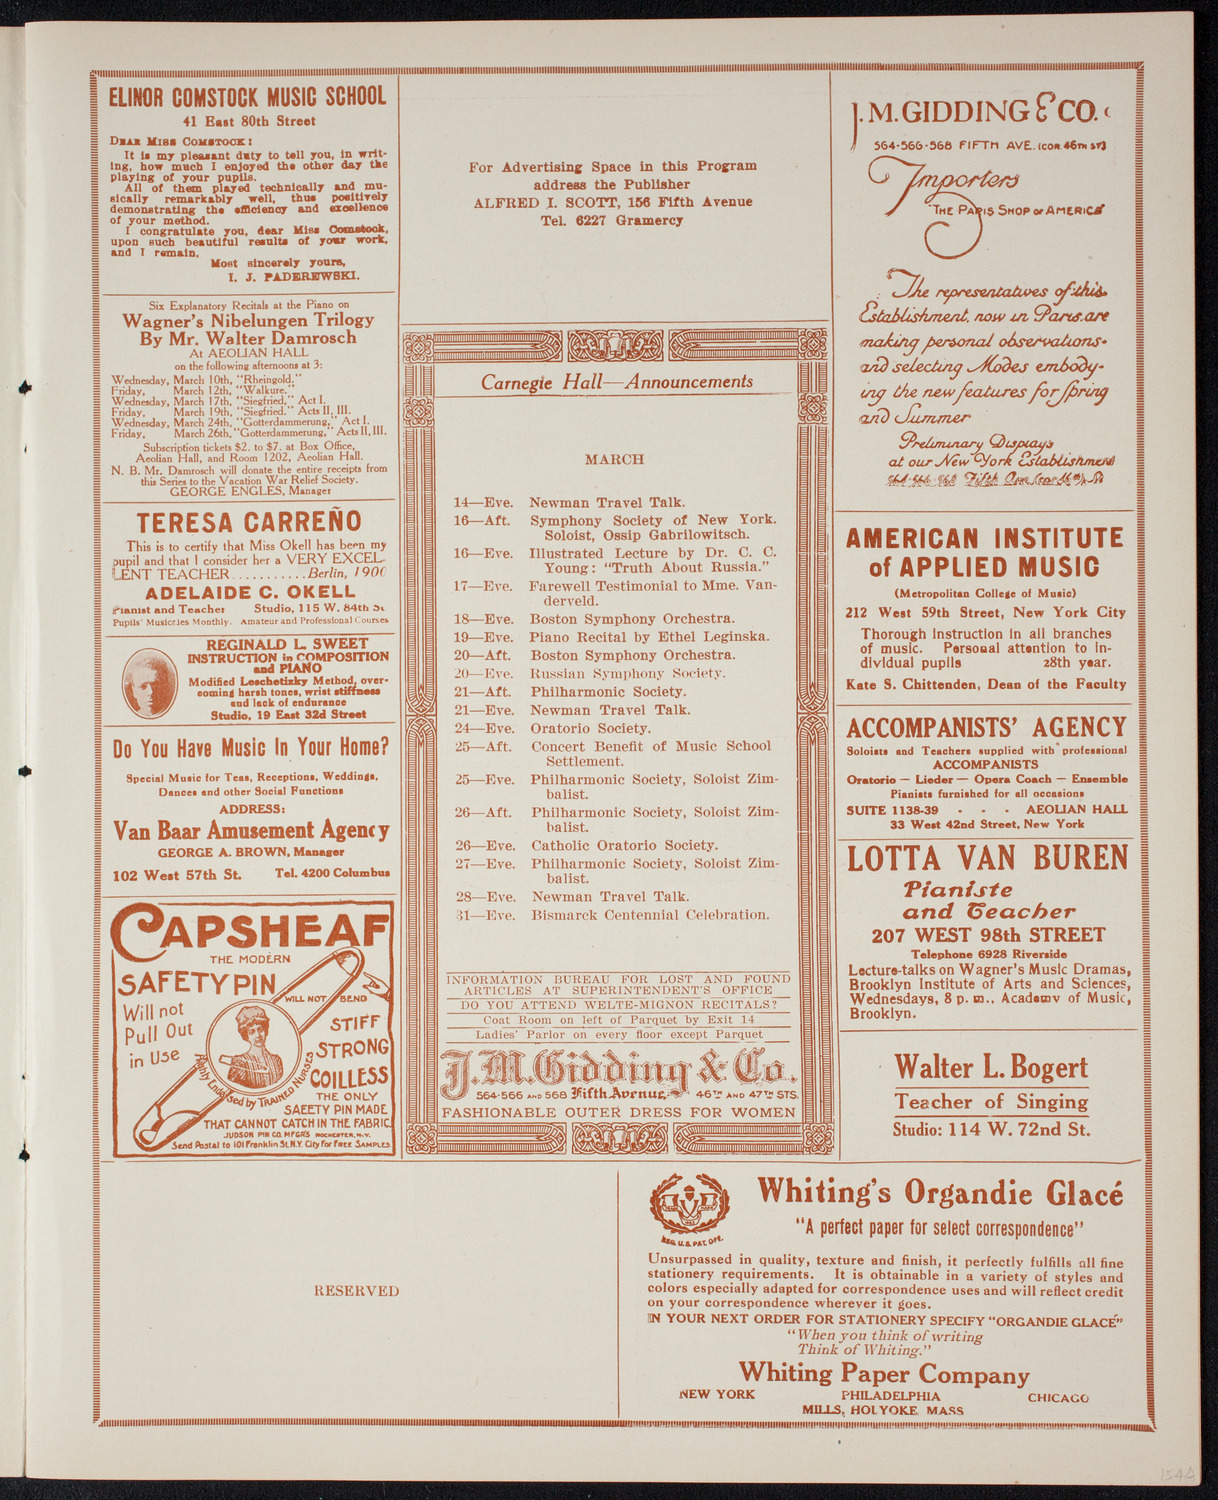 ELINOR COMSTOCK MUSIC SCHOOL
41 East 80th Street
DEAR MISS COMSTOCK:
It is my pleasant duty to tell you, in writ-
ing, how much I enjoyed the other day the
playing of your pupils.
All of them played technically and mu-
sically remarkably well, thus positively
demonstrating the efficiency and excellence
of your method.
I congratulate you, dear Miss Comstock,
upon such beautiful results of your work,
and I remain,
Most sincerely yours,
I. J. PADEREWSKI.
Six Explanatory Recitals at the Piano on
Wagner's Nibelungen Trilogy
By Mr. Walter Damrosch
At AEOLIAN HALL
on the following afternoons at 3:
Wednesday, March 10th, "Rheingold."
Friday, March 12th, "Walkure."
Wednesday, March 17th, "Siegfried," Act I.
Friday, March 19th, "Siegfried." Acts II, III.
Wednesday, March 24th, "Gotterdammerung," Act I.
Friday, March 26th, "Gotterdammerung," Acts II, III.
Subscription tickets $2. to $7. at Box Office,
Aeolian Hall, and Room 1202, Aeolian Hall.
N. B. Mr. Damrosch will donate the entire receipts from
this Series to the Vacation War Relief Society.
GEORGE ENGLES, Manager
TERESA CARREÑO
This is to certify that Miss Okell has been my
pupil and that I consider her a VERY EXCEL-
LENT TEACHER...........Berlin, 1906
ADELAIDE C. OKELL
Pianist and Teacher Studio, 115 W. 84th St.
Pupils' Musicales Monthly. Amateur and Professional Courses
REGINALD L. SWEET
INSTRUCTION in COMPOSITION
and PIANO
Modified Leschetizky Method, over-
coming harsh tones, wrist stiffness
and lack of endurance
Studio, 19 East 32d Street
Do You Have Music In Your Home?
Special Music for Teas, Receptions, Weddings,
Dances and other Social Functions
ADDRESS:
Van Baar Amusement Agency
GEORGE A. BROWN, Manager
102 West 57th St. Tel. 4200 Columbus
CAPSHEAF
THE MODERN
SAFETY PIN
WILL NOT BEND
Will not
Pull Out
in Use
STIFF
STRONG
COILLESS
Highly Endorsed by TRAINED NURSES
THE ONLY
SAFETY PIN MADE
THAT CANNOT CATCH IN THE FABRIC.
JUDSON PIN CO. MFGRS ROCHESTER, N.Y.
Send Postal to 101 Franklin St. N.Y. City for FREE SAMPLES
For Advertising Space in this Program
address the Publisher
ALFRED I. SCOTT, 156 Fifth Avenue
Tel. 6227 Gramercy
Carnegie Hall—Announcements
MARCH
14—Eve. Newman Travel Talk.
16—Aft. Symphony Society of New York.
Soloist, Ossip Gabrilowitsch.
16—Eve. Illustrated Lecture by Dr. C. C.
Young: "Truth About Russia."
17—Eve. Farewell Testimonial to Mme. Van-
derveld.
18—Eve. Boston Symphony Orchestra.
19—Eve. Piano Recital by Ethel Leginska.
20—Aft. Boston Symphony Orchestra.
20—Eve. Russian Symphony Society.
21—Aft. Philharmonic Society.
21—Eve. Newman Travel Talk.
24—Eve. Oratorio Society.
25—Aft. Concert Benefit of Music School
Settlement.
25—Eve. Philharmonic Society, Soloist Zim-
balist.
26—Aft. Philharmonic Society, Soloist Zim-
balist.
26—Eve. Catholic Oratorio Society.
27—Eve. Philharmonic Society, Soloist Zim-
balist.
28—Eve. Newman Travel Talk.
31—Eve. Bismarck Centennial Celebration.
INFORMATION BUREAU FOR LOST AND FOUND
ARTICLES AT SUPERINTENDENT'S OFFICE
DO YOU ATTEND WELTE-MIGNON RECITALS?
Coat Room on left of Parquet by Exit 14
Ladies' Parlor on every floor except Parquet
J.M. Gidding & Co.
564-566 AND 568 Fifth Avenue 46TH AND 47TH STS.
FASHIONABLE OUTER DRESS FOR WOMEN
J.M. GIDDING & CO.
564-566-568 FIFTH AVE., (COR. 46TH ST)
Importers
"THE PARIS SHOP OF AMERICA"
The representatives of this
Establishment, now in Paris, are
making personal observations
and selecting Modes embody-
ing the new features for Spring
and Summer
Preliminary Displays
at our New York Establishment
564-566-568 Fifth Ave (cor 46th) St
AMERICAN INSTITUTE
of APPLIED MUSIC
(Metropolitan College of Music)
212 West 59th Street, New York City
Thorough instruction in all branches
of music. Personal attention to in-
dividual pupils 28th year.
Kate S. Chittenden, Dean of the Faculty
ACCOMPANISTS' AGENCY
Soloists and Teachers supplied with professional
ACCOMPANISTS
Oratorio — Lieder — Opera Coach — Ensemble
Pianists furnished for all occasions
SUITE 1138-39 - - - AEOLIAN HALL
33 West 42nd Street, New York
LOTTA VAN BUREN
Pianiste
and Teacher
207 WEST 98th STREET
Telephone 6928 Riverside
Lecture-talks on Wagner's Music Dramas,
Brooklyn Institute of Arts and Sciences,
Wednesdays, 8 p. m., Academy of Music,
Brooklyn.
Walter L. Bogert
Teacher of Singing
Studio: 114 W. 72nd St.
RESERVED
REG. U.S. PAT. OFF.
Whiting's Organdie Glacé
"A perfect paper for select correspondence"
Unsurpassed in quality, texture and finish, it perfectly fulfills all fine
stationery requirements. It is obtainable in a variety of styles and
colors especially adapted for correspondence uses and will reflect credit
on your correspondence wherever it goes.
IN YOUR NEXT ORDER FOR STATIONERY SPECIFY "ORGANDIE GLACÉ"
"When you think of writing
Think of Whiting."
Whiting Paper Company
NEW YORK PHILADELPHIA CHICAGO
MILLS, HOLYOKE, MASS
154A